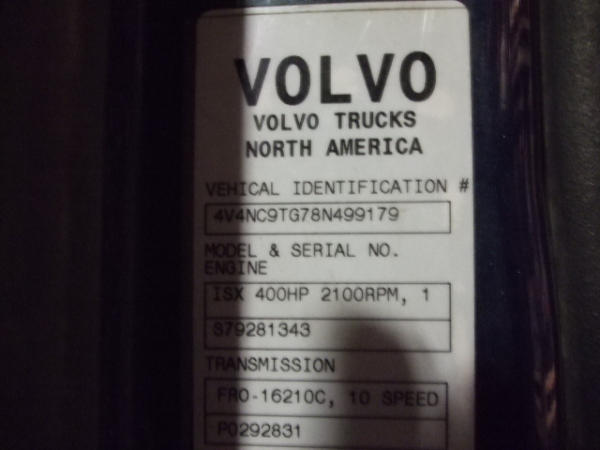 VOLVO
VOLVO TRUCKS
NORTH AMERICA
VEHICAL IDENTIFICATION #
4V4NC9TG78N499179
MODEL & SERIAL NO.
ENGINE
ISX 400HP 2100RPM, 1
S79281343
TRANSMISSION
FRO-16210C, 10 SPEED
P0292831